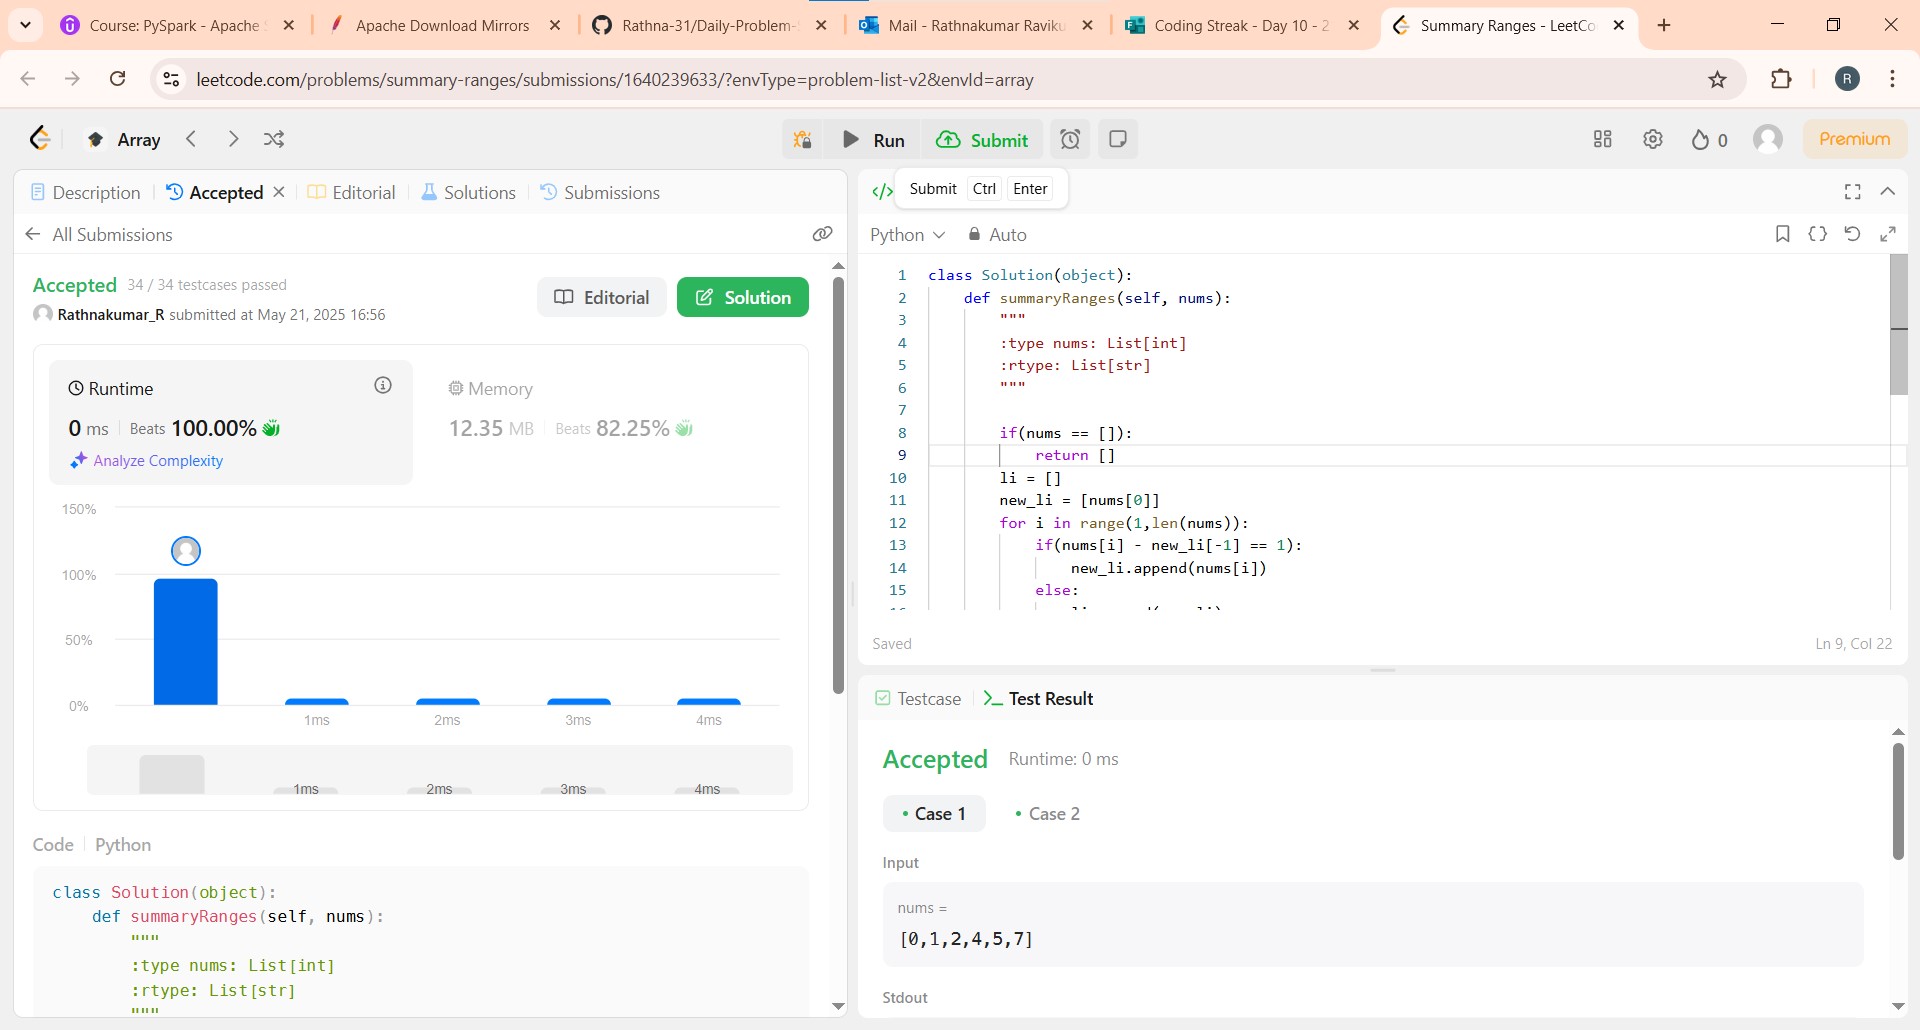 Course: PySpark - Apache S
Apache Download Mirrors
Rathna-31/Daily-Problem-S
Mail - Rathnakumar Raviku
Coding Streak - Day 10 - 2
Summary Ranges - LeetCo
leetcode.com/problems/summary-ranges/submissions/1640239633/?envType=problem-list-v2&envId=array
R
Array
Run
Submit
0
Premium
Description
Accepted
Editorial
Solutions
Submissions
</>
Submit Ctrl Enter
All Submissions
Python
Auto
Accepted 34 / 34 testcases passed
Rathnakumar_R submitted at May 21, 2025 16:56
Editorial
Solution
Runtime
0 ms Beats 100.00%
Analyze Complexity
Memory
12.35 MB Beats 82.25%
150%
100%
50%
0%
1ms 2ms 3ms 4ms
1ms 2ms 3ms 4ms
Code Python
class Solution(object):
def summaryRanges(self, nums):
"""
:type nums: List[int]
:rtype: List[str]
"""
1 class Solution(object):
2 def summaryRanges(self, nums):
3 """
4 :type nums: List[int]
5 :rtype: List[str]
6 """
7
8 if(nums == []):
9 return []
10 li = []
11 new_li = [nums[0]]
12 for i in range(1,len(nums)):
13 if(nums[i] - new_li[-1] == 1):
14 new_li.append(nums[i])
15 else:
Saved
Ln 9, Col 22
Testcase
Test Result
Accepted Runtime: 0 ms
Case 1
Case 2
Input
nums =
[0,1,2,4,5,7]
Stdout